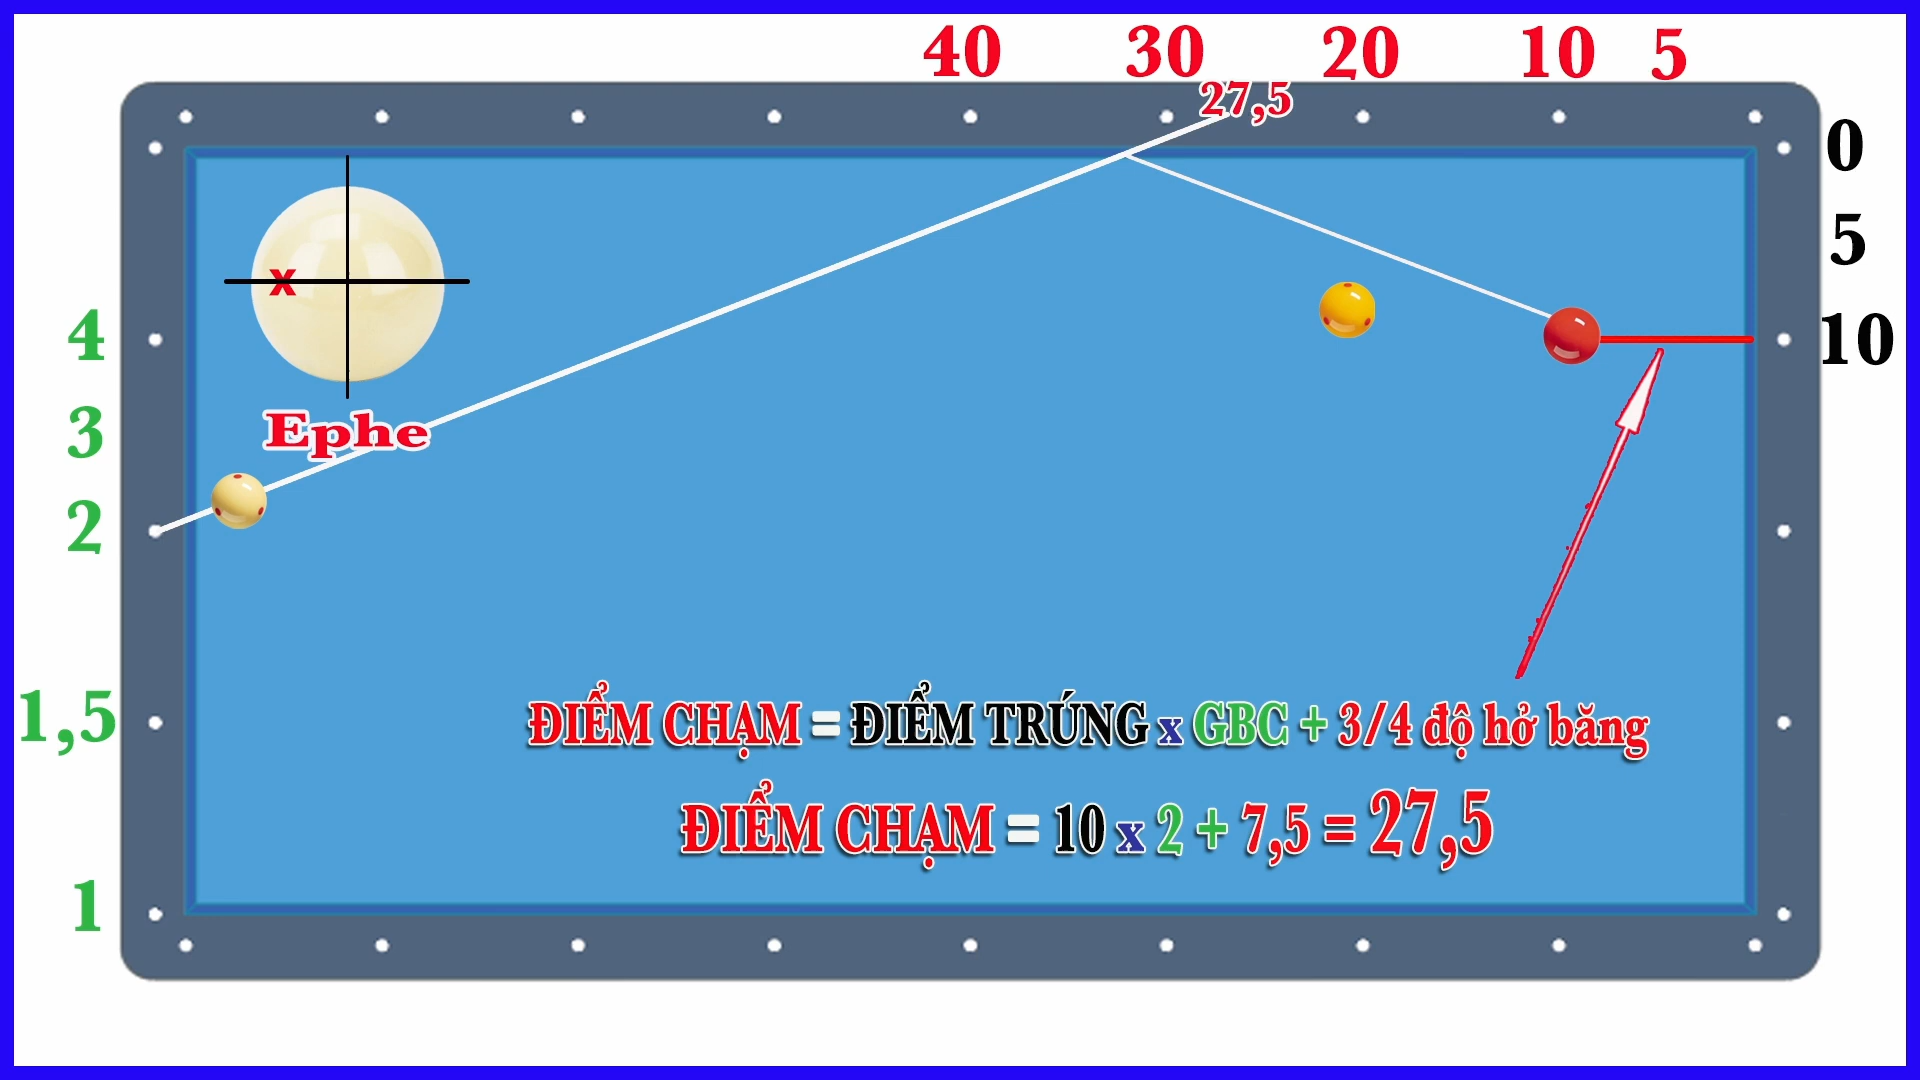 40 30 20 10 5
27,5
0
5
x
4
10
3
Ephe
2
1,5
ĐIỂM CHẠM = ĐIỂM TRÚNG x GBC + 3/4 độ hở băng
ĐIỂM CHẠM = 10 x 2 + 7,5 = 27,5
1